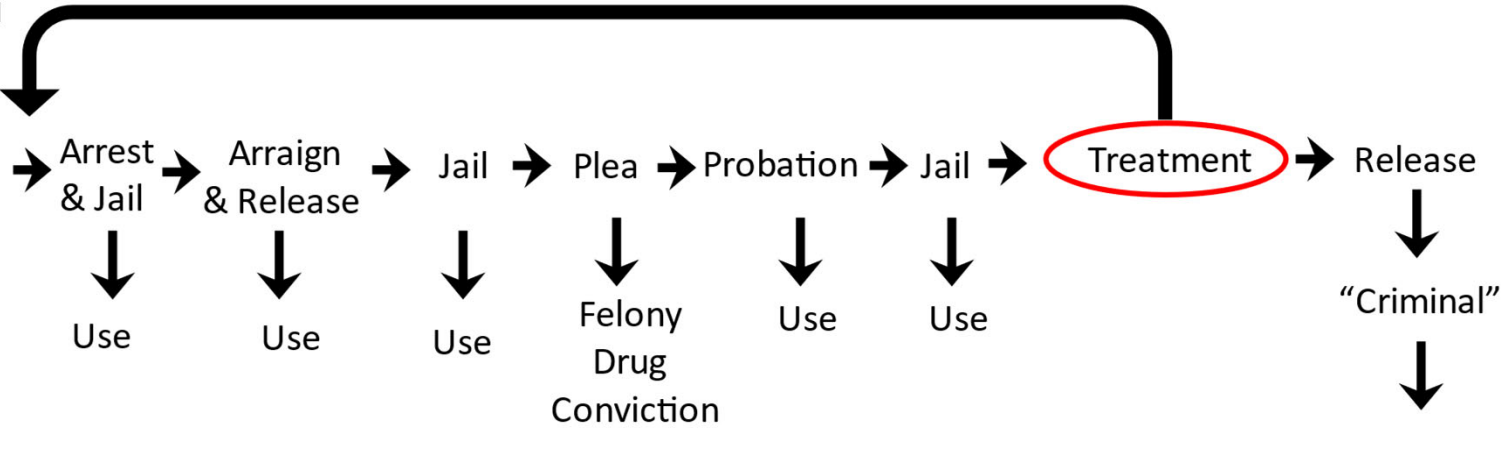 Arrest
& Jail
Arraign
& Release
Jail
Plea
Probation
Jail
Treatment
Release
Use
Use
Use
Felony
Drug
Conviction
Use
Use
“Criminal”